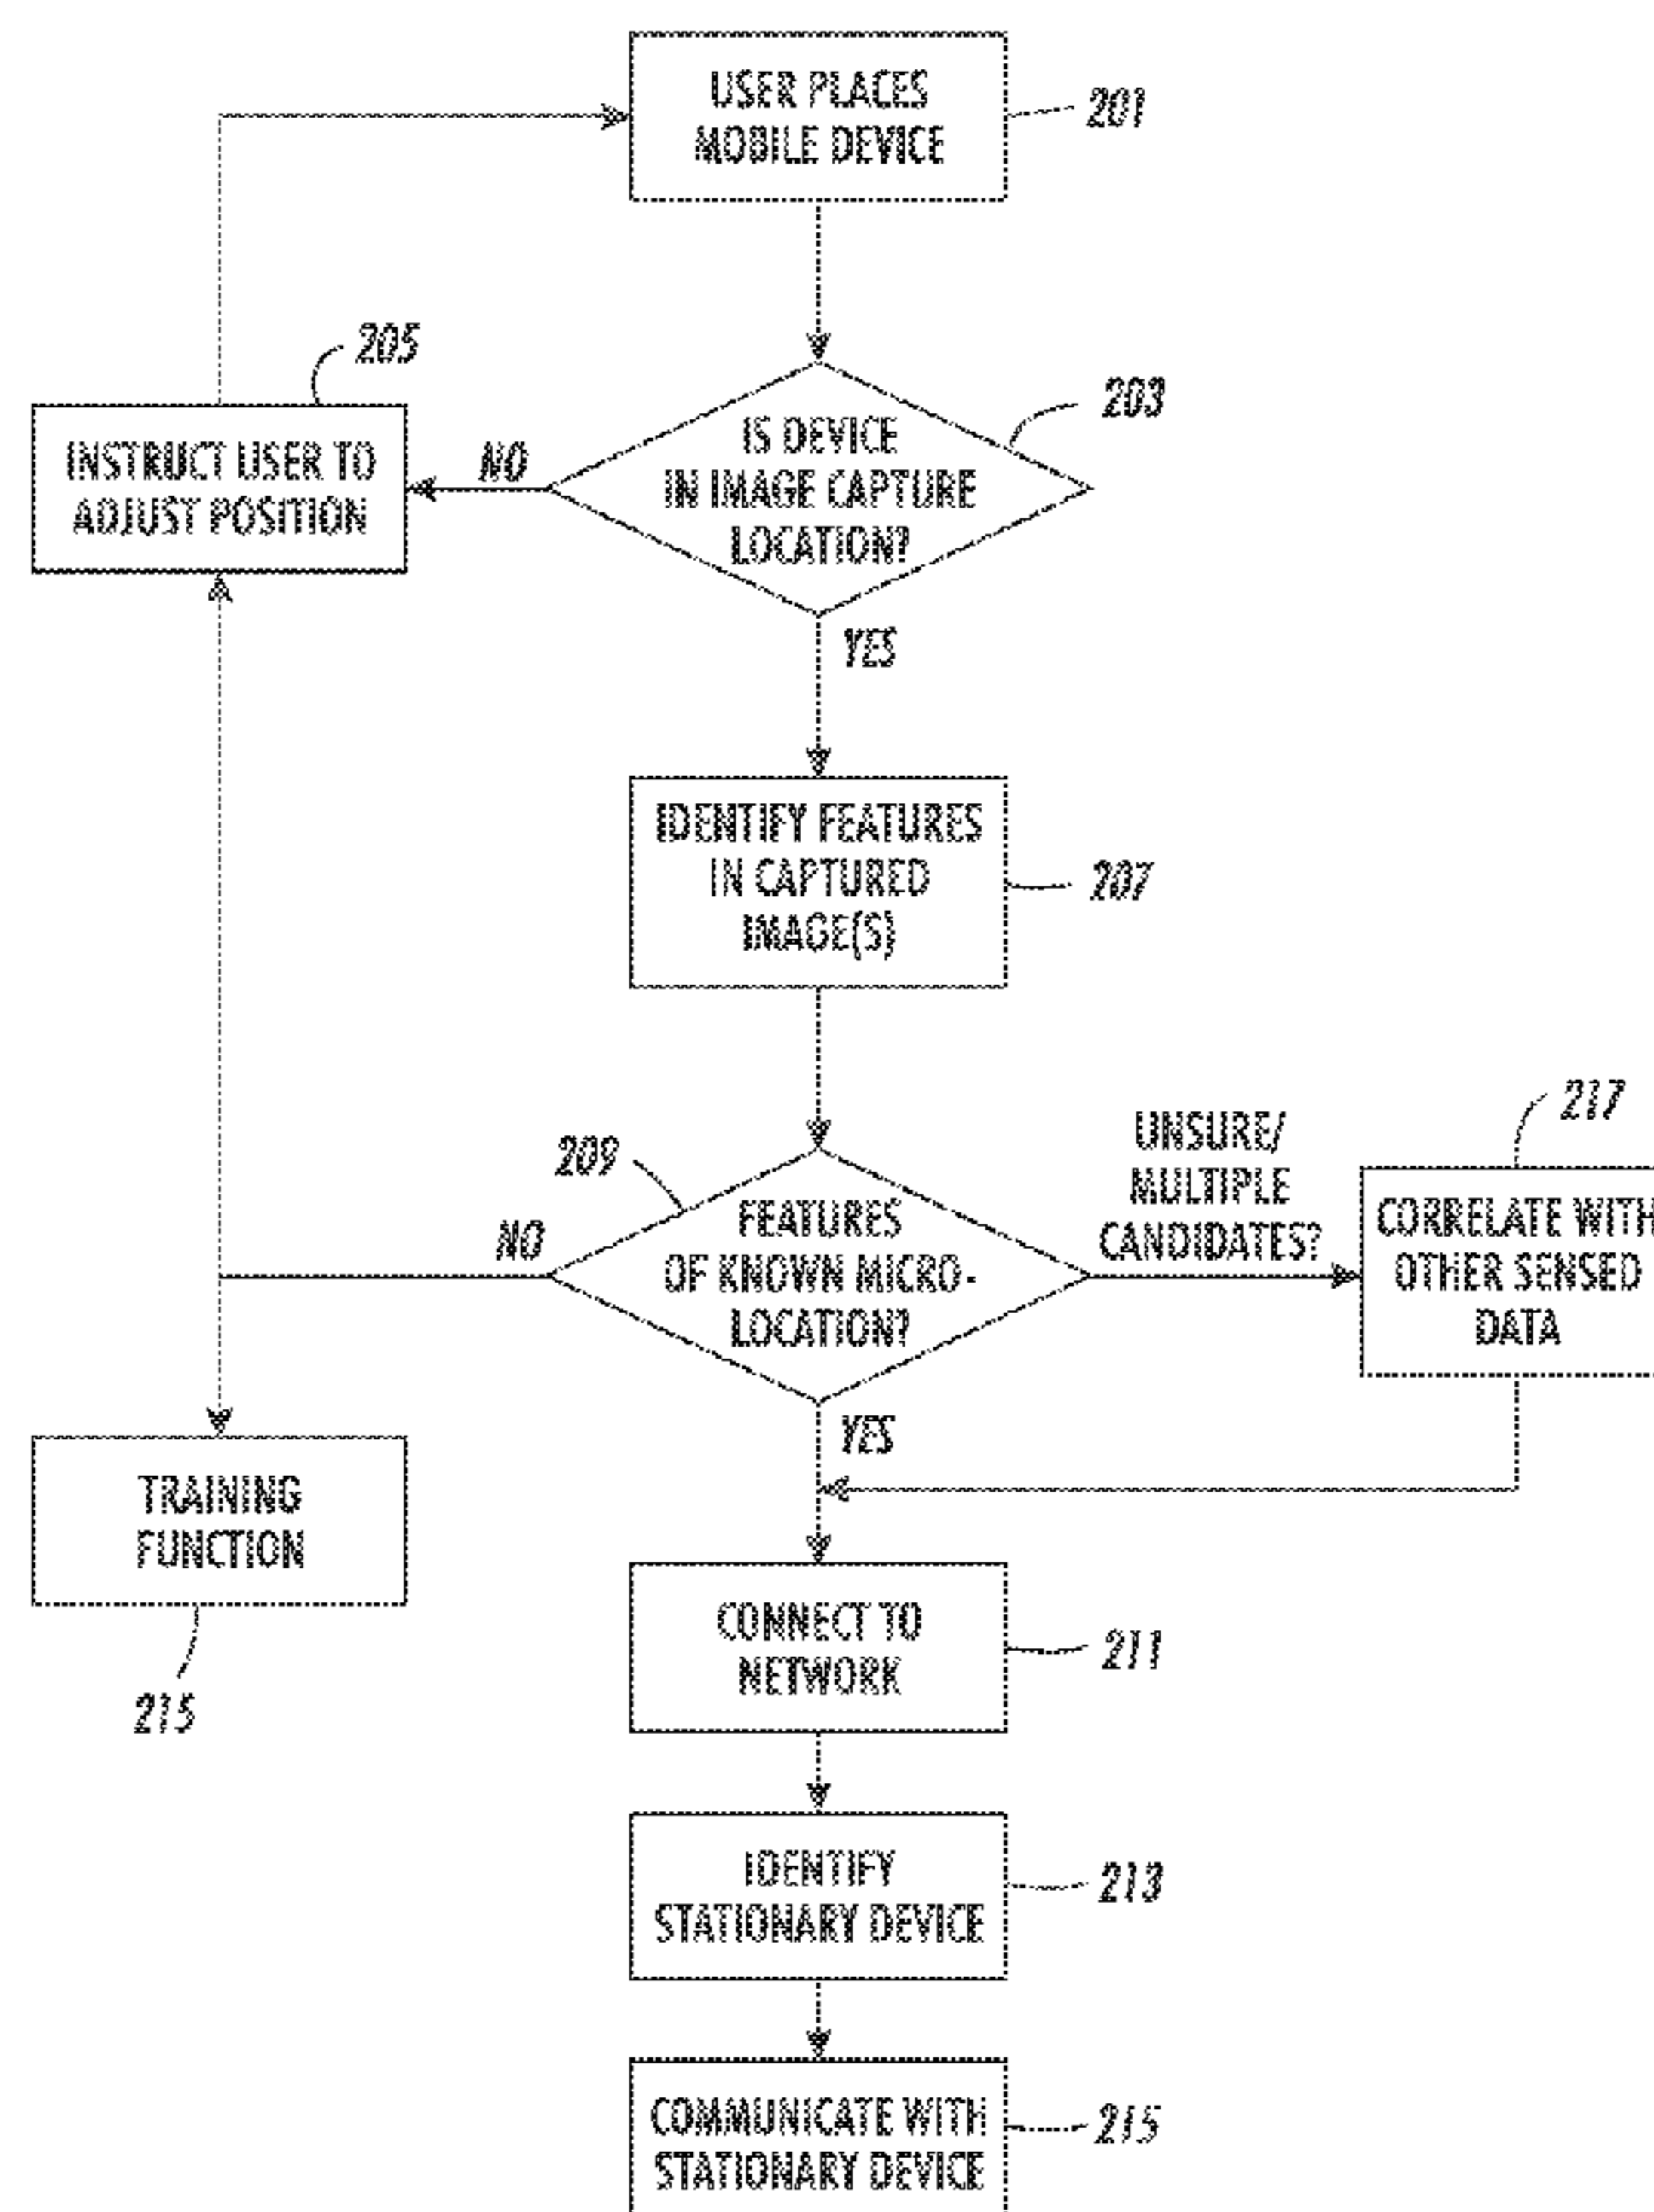 USER PLACES
MOBILE DEVICE
201
205
INSTRUCT USER TO
ADJUST POSITION
NO
IS DEVICE
IN IMAGE CAPTURE
LOCATION?
203
YES
IDENTIFY FEATURES
IN CAPTURED
IMAGE(S)
207
209
NO
FEATURES
OF KNOWN MICRO-
LOCATION?
UNSURE/
MULTIPLE
CANDIDATES?
217
CORRELATE WITH
OTHER SENSED
DATA
YES
TRAINING
FUNCTION
215
CONNECT TO
NETWORK
211
IDENTIFY
STATIONARY DEVICE
213
COMMUNICATE WITH
STATIONARY DEVICE
215